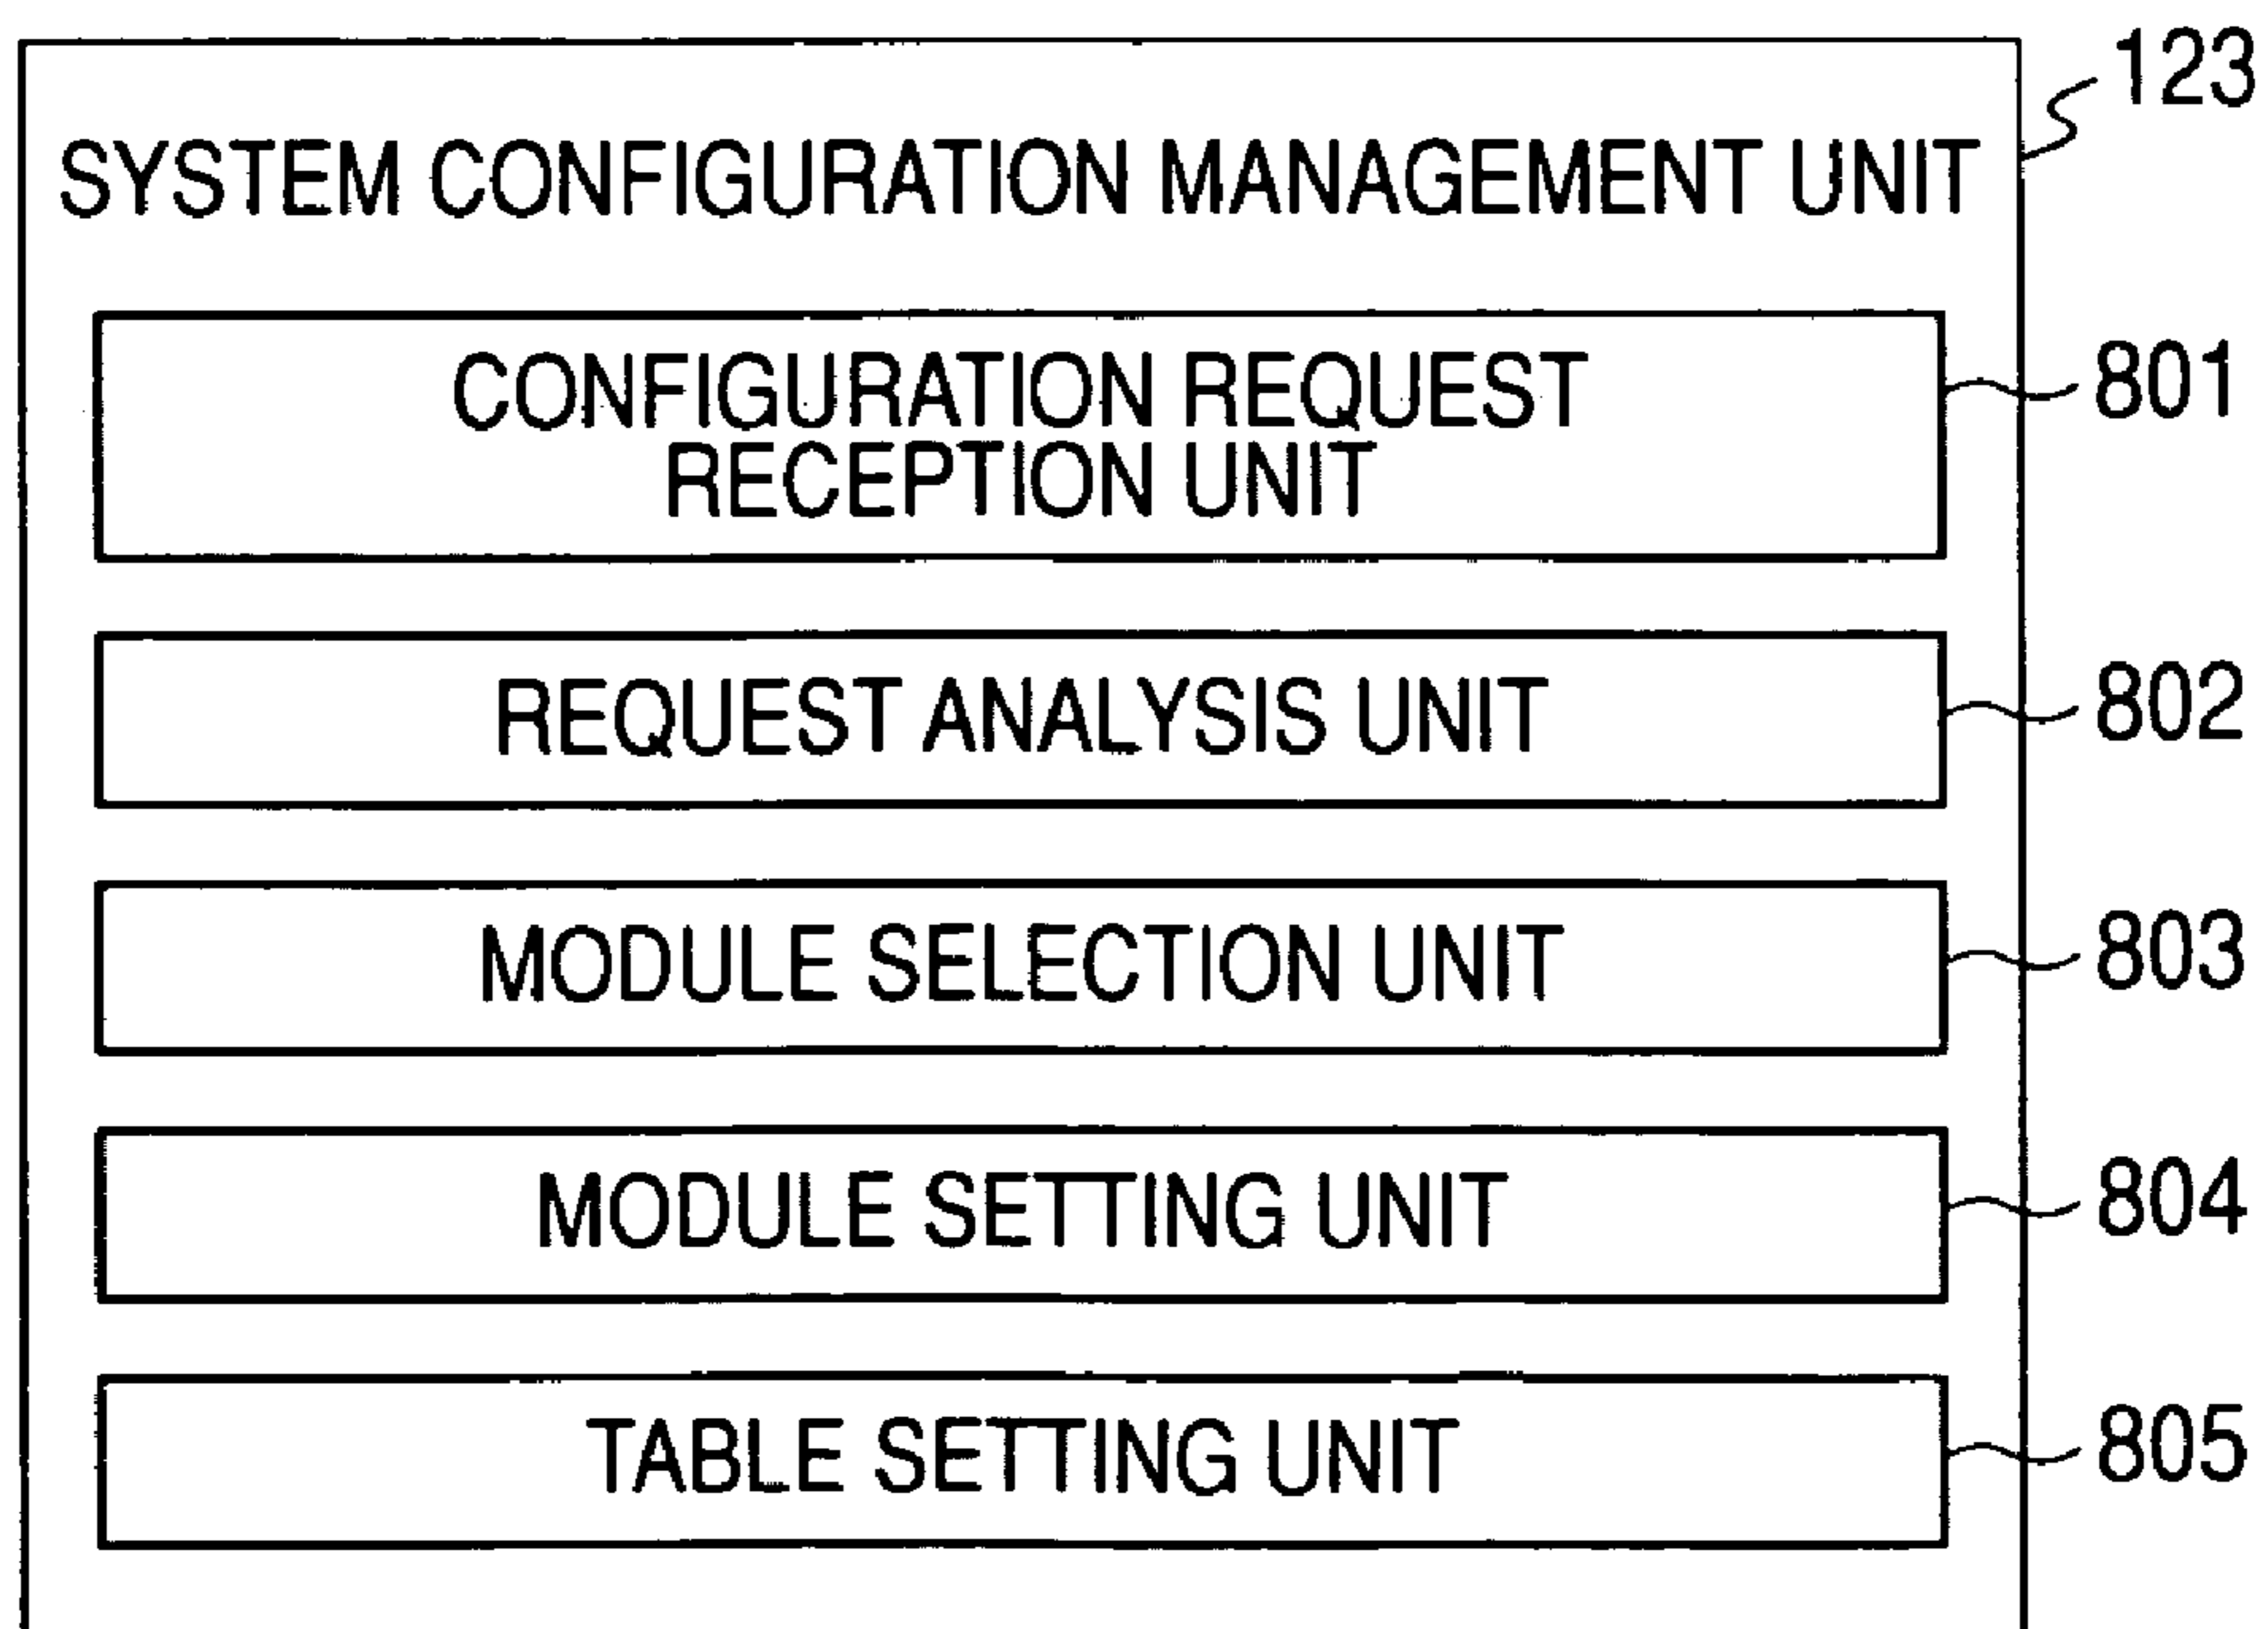 123
SYSTEM CONFIGURATION MANAGEMENT UNIT
CONFIGURATION REQUEST
RECEPTION UNIT
801
REQUEST ANALYSIS UNIT
802
MODULE SELECTION UNIT
803
MODULE SETTING UNIT
804
TABLE SETTING UNIT
805